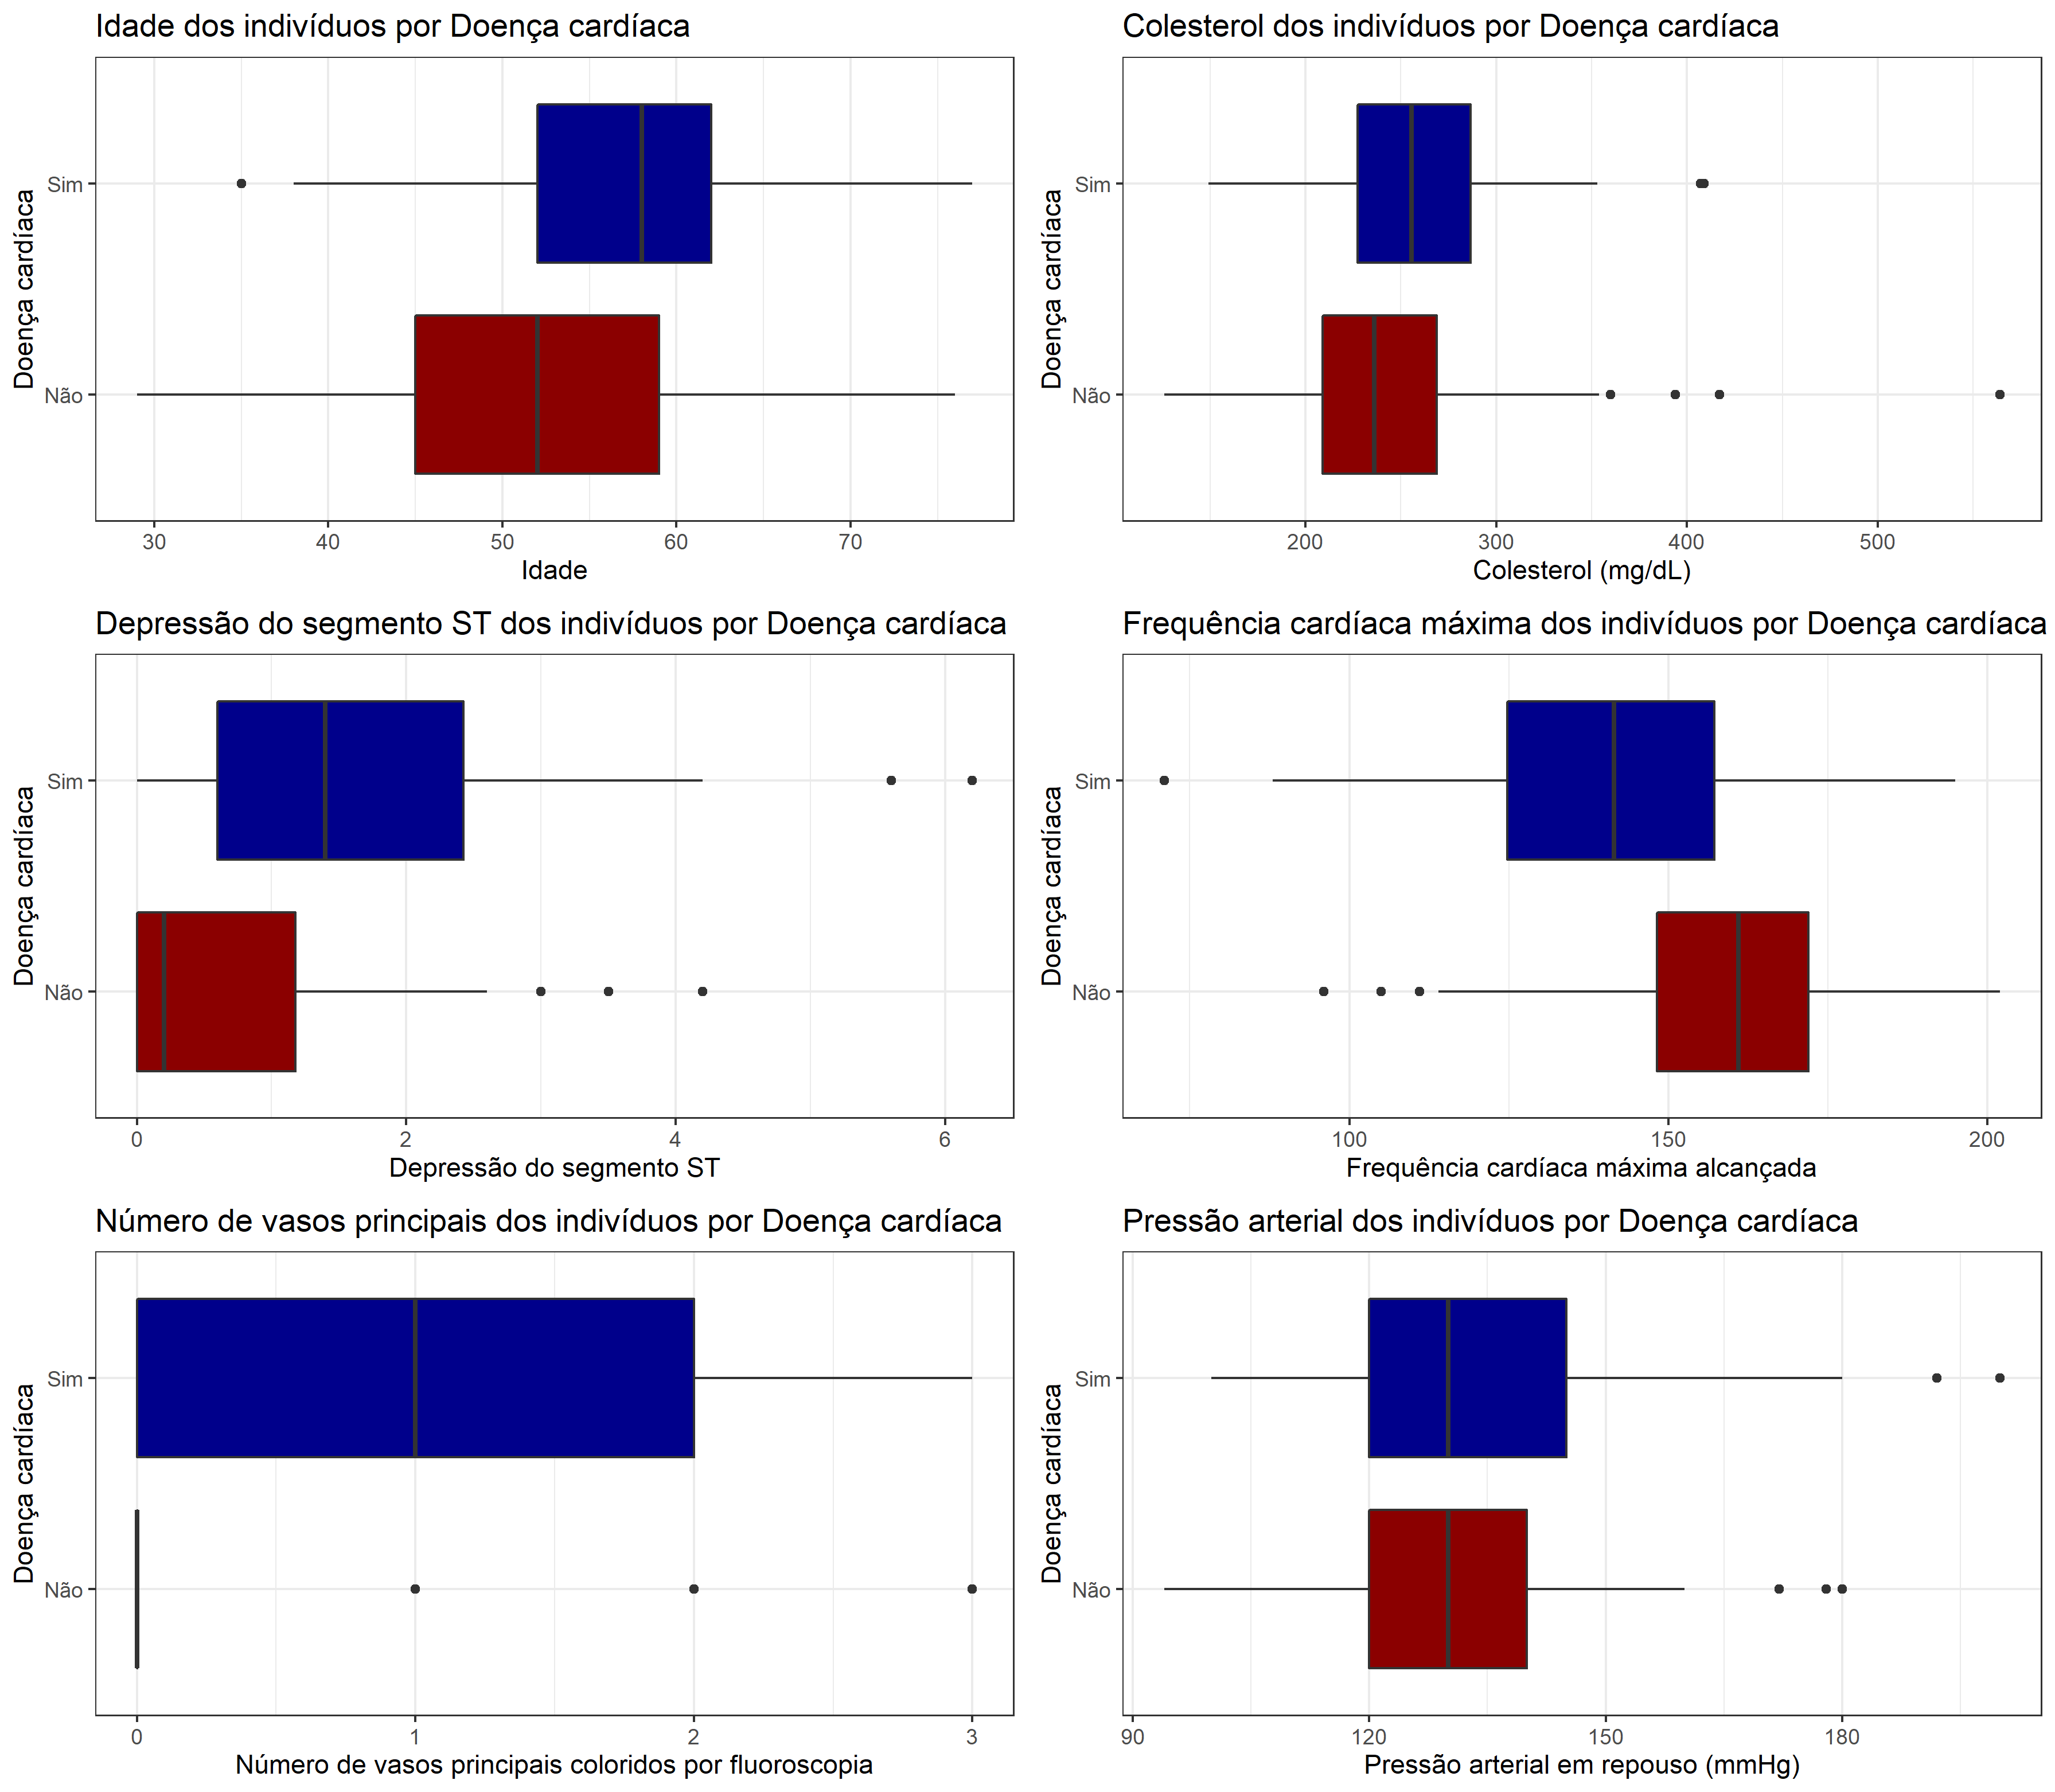 Idade dos indivíduos por Doença cardíaca
Doença cardíaca
Sim
Não
30 40 50 60 70
Idade
Colesterol dos indivíduos por Doença cardíaca
Doença cardíaca
Sim
Não
200 300 400 500
Colesterol (mg/dL)
Depressão do segmento ST dos indivíduos por Doença cardíaca
Doença cardíaca
Sim
Não
0 2 4 6
Depressão do segmento ST
Frequência cardíaca máxima dos indivíduos por Doença cardíaca
Doença cardíaca
Sim
Não
100 150 200
Frequência cardíaca máxima alcançada
Número de vasos principais dos indivíduos por Doença cardíaca
Doença cardíaca
Sim
Não
0 1 2 3
Número de vasos principais coloridos por fluoroscopia
Pressão arterial dos indivíduos por Doença cardíaca
Doença cardíaca
Sim
Não
90 120 150 180
Pressão arterial em repouso (mmHg)